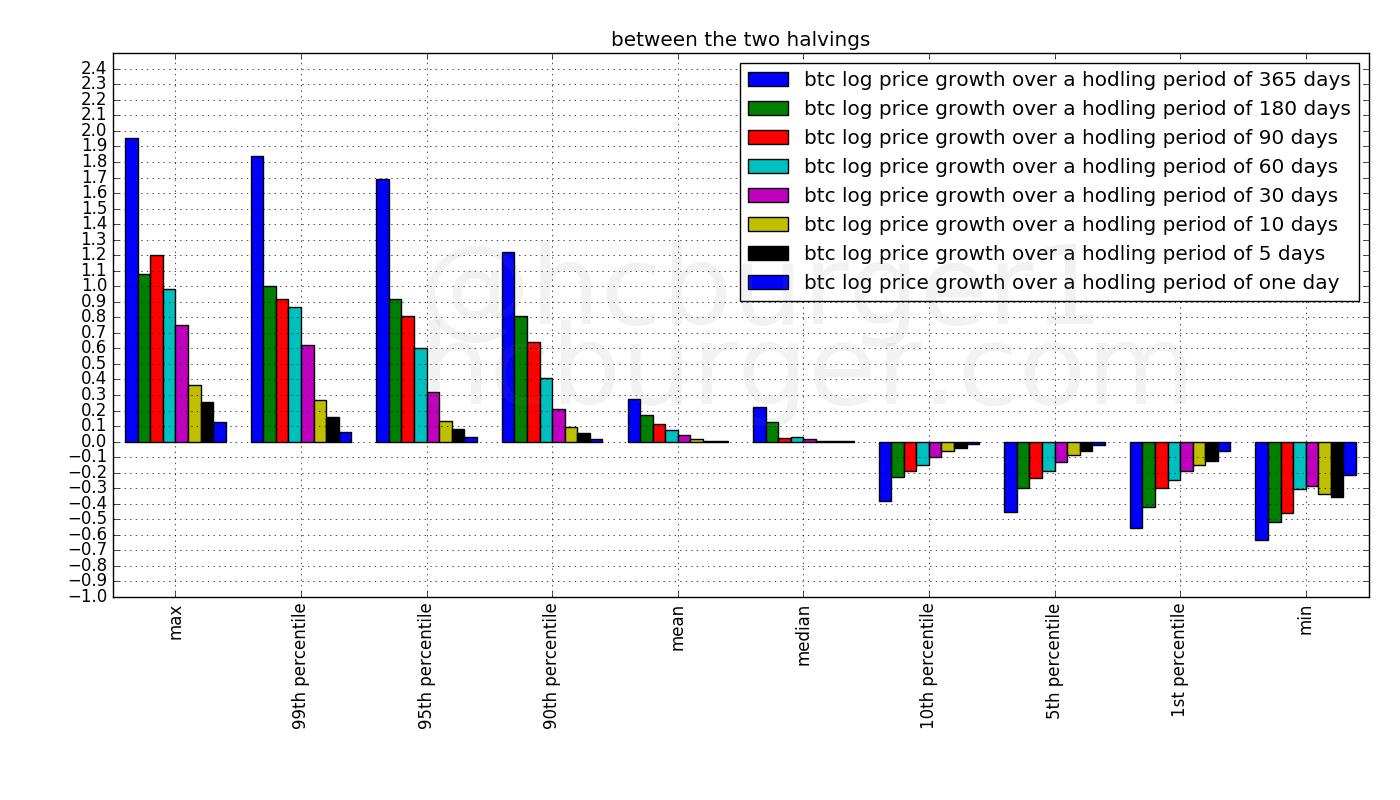 between the two halvings
2.4
2.3
2.2
2.1
2.0
1.9
1.8
1.7
1.6
1.5
1.4
1.3
1.2
1.1
1.0
0.9
0.8
0.7
0.6
0.5
0.4
0.3
0.2
0.1
0.0
−0.1
−0.2
−0.3
−0.4
−0.5
−0.6
−0.7
−0.8
−0.9
−1.0
btc log price growth over a hodling period of 365 days
btc log price growth over a hodling period of 180 days
btc log price growth over a hodling period of 90 days
btc log price growth over a hodling period of 60 days
btc log price growth over a hodling period of 30 days
btc log price growth over a hodling period of 10 days
btc log price growth over a hodling period of 5 days
btc log price growth over a hodling period of one day
@hcburger1
hcburger.com
max
99th percentile
95th percentile
90th percentile
mean
median
10th percentile
5th percentile
1st percentile
min